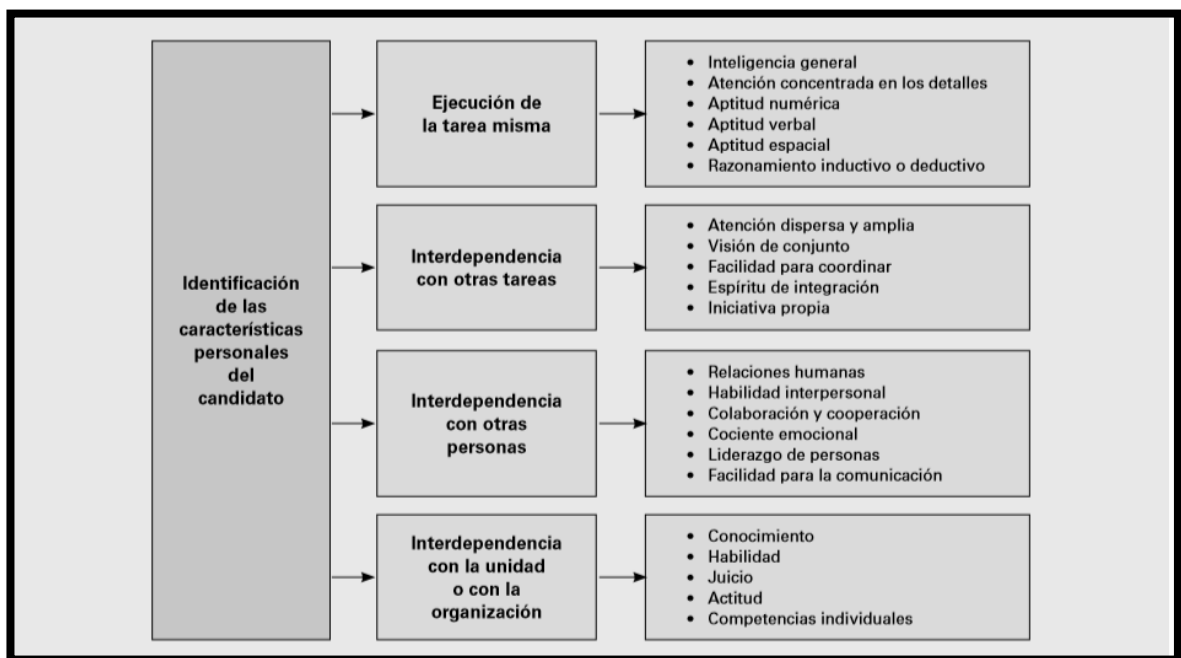 Identificación
de las
características
personales
del
candidato
Ejecución de
la tarea misma
• Inteligencia general
• Atención concentrada en los detalles
• Aptitud numérica
• Aptitud verbal
• Aptitud espacial
• Razonamiento inductivo o deductivo
Interdependencia
con otras tareas
• Atención dispersa y amplia
• Visión de conjunto
• Facilidad para coordinar
• Espíritu de integración
• Iniciativa propia
Interdependencia
con otras
personas
• Relaciones humanas
• Habilidad interpersonal
• Colaboración y cooperación
• Cociente emocional
• Liderazgo de personas
• Facilidad para la comunicación
Interdependencia
con la unidad
o con la
organización
• Conocimiento
• Habilidad
• Juicio
• Actitud
• Competencias individuales